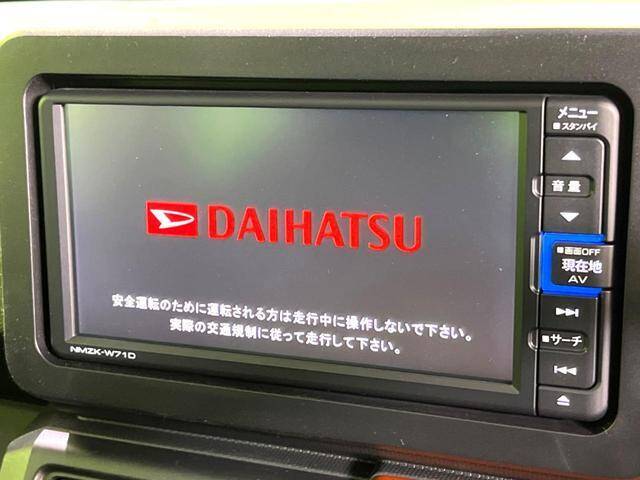 DAIHATSU
安全運転のために運転される方は走行中に操作しないで下さい。
実際の交通規制に従って走行して下さい。
NMZK-W71D
メニュー
スタンバイ
音量
画面OFF
現在地
AV
サーチ